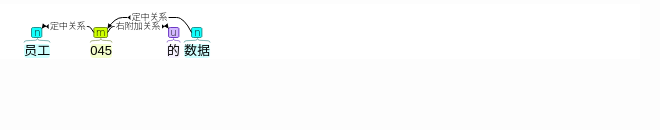 定中关系
定中关系 右附加关系
n m u n
员工 045 的 数据